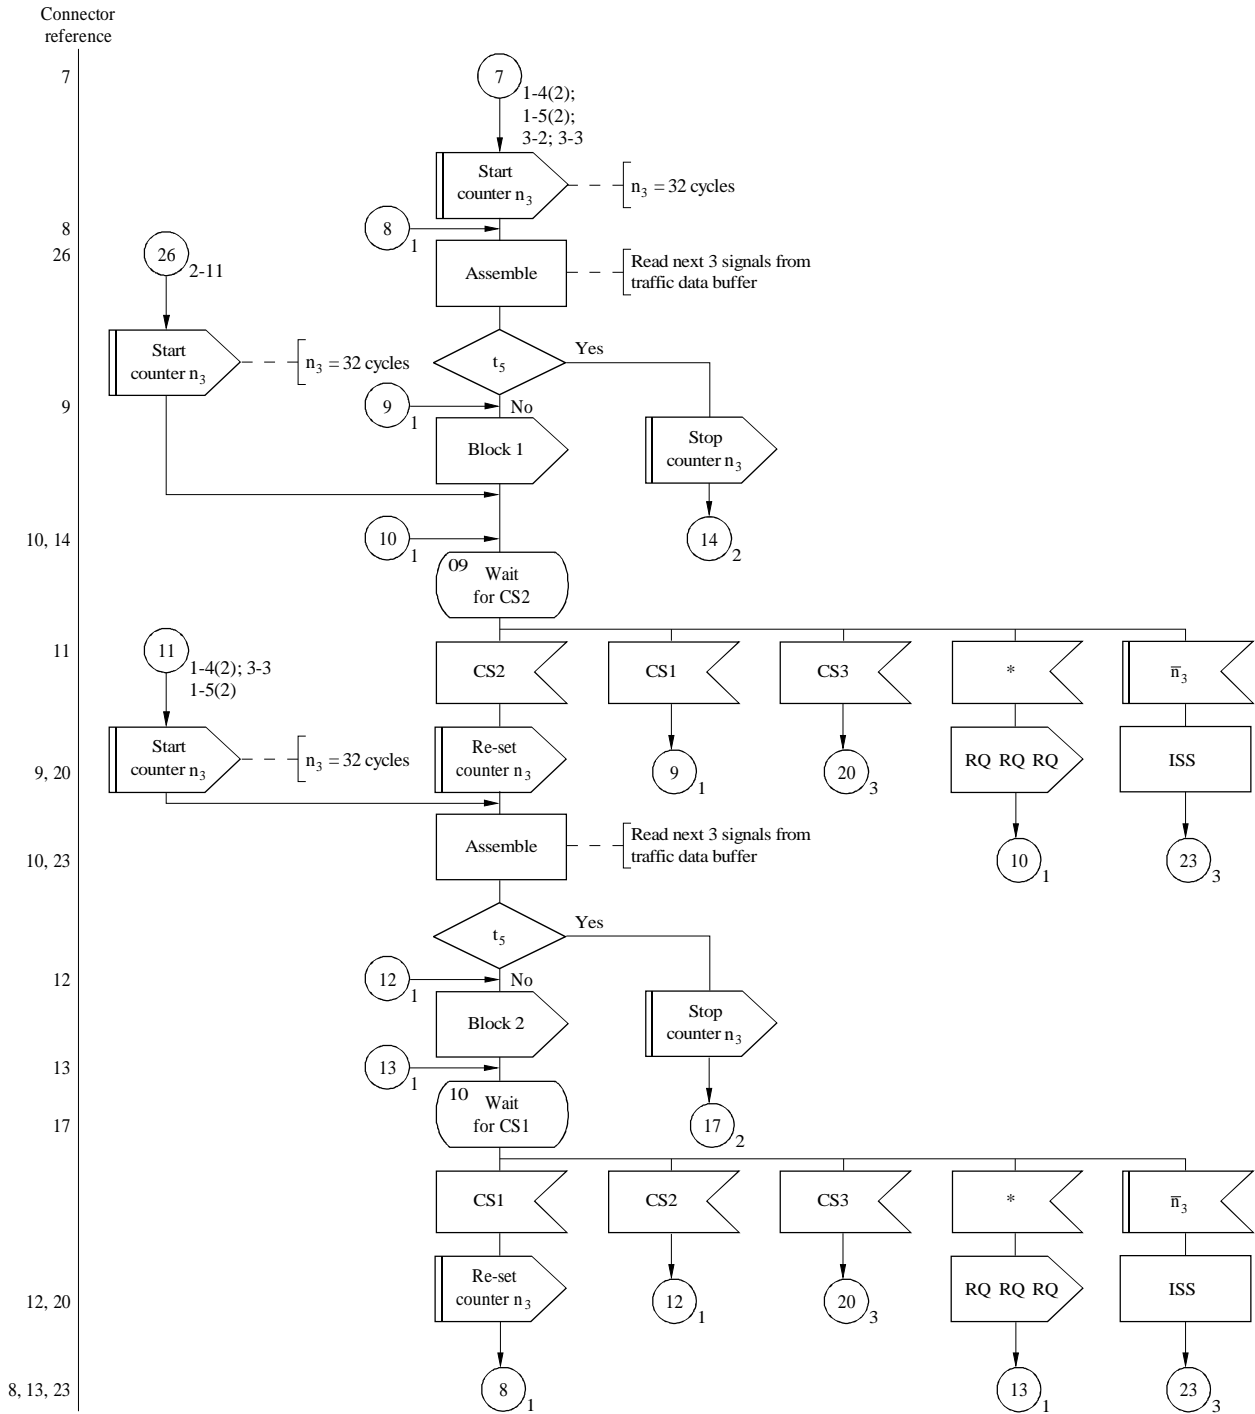 Connector
reference
7
7
1-4(2);
1-5(2);
3-2; 3-3
Start
counter n3
n3 = 32 cycles
8
8
1
26
26
2-11
Assemble
Read next 3 signals from
traffic data buffer
Start
counter n3
n3 = 32 cycles
t5
Yes
9
9
1
No
Block 1
Stop
counter n3
10, 14
10
1
14
2
09
Wait
for CS2
11
11
1-4(2); 3-3
1-5(2)
CS2
CS1
CS3
*
n̅3
Start
counter n3
n3 = 32 cycles
Re-set
counter n3
9, 20
9
1
20
3
RQ RQ RQ
ISS
Assemble
Read next 3 signals from
traffic data buffer
10, 23
10
1
23
3
t5
Yes
12
12
1
No
Block 2
Stop
counter n3
13
13
1
10
Wait
for CS1
17
17
2
CS1
CS2
CS3
*
n̅3
Re-set
counter n3
12, 20
12
1
20
3
RQ RQ RQ
ISS
8, 13, 23
8
1
13
1
23
3